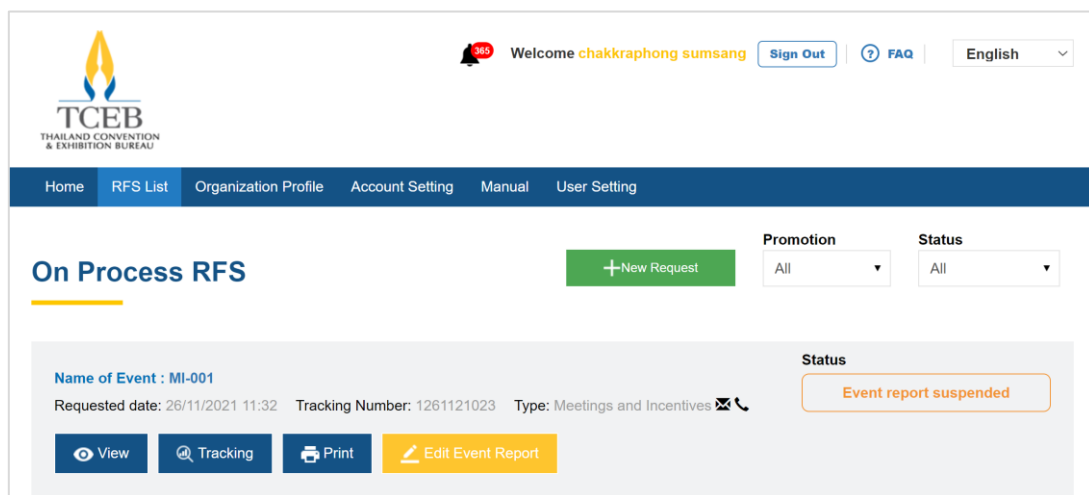 365 Welcome chakkraphong sumsang Sign Out ? FAQ English
TCEB
THAILAND CONVENTION
& EXHIBITION BUREAU
Home RFS List Organization Profile Account Setting Manual User Setting
Promotion Status
On Process RFS +New Request All All
Status
Name of Event : MI-001
Event report suspended
Requested date: 26/11/2021 11:32 Tracking Number: 1261121023 Type: Meetings and Incentives
View Tracking Print Edit Event Report